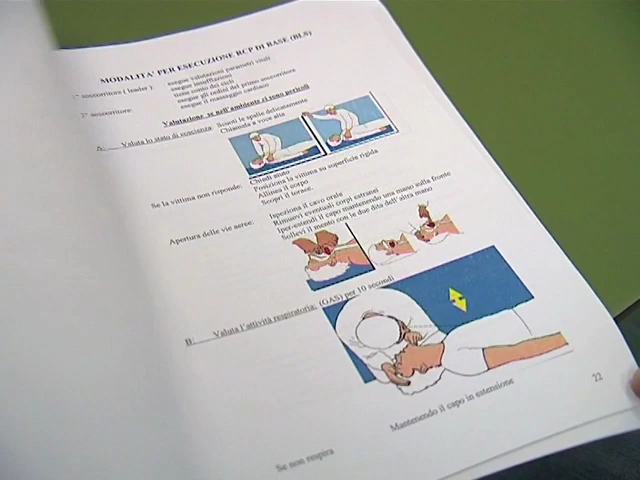 MODALITA' PER ESECUZIONE RCP DI BASE (BLS)
1° soccorritore ( leader ): esegue valutazioni parametri vitali
esegue insufflazioni
tiene conto dei cicli
esegue gli ordini del primo soccorritore
2° soccorritore: esegue il massaggio cardiaco
Valutazione se nell'ambiente ci sono pericoli
A: Valuta lo stato di coscienza: Scuoti le spalle delicatamente
Chiamala a voce alta
Chiedi aiuto
Se la vittima non risponde: Posiziona la vittima su superficie rigida
Allinea il corpo
Scopri il torace.
Ispeziona il cavo orale
Apertura delle vie aeree: Rimuovi eventuali corpi estranei
Iper-estendi il capo mantenendo una mano sulla fronte
Sollevi il mento con le due dita dell' altra mano
B: Valuta l'attività respiratoria: (GAS) per 10 secondi
Mantenendo il capo in estensione
22
Se non respira